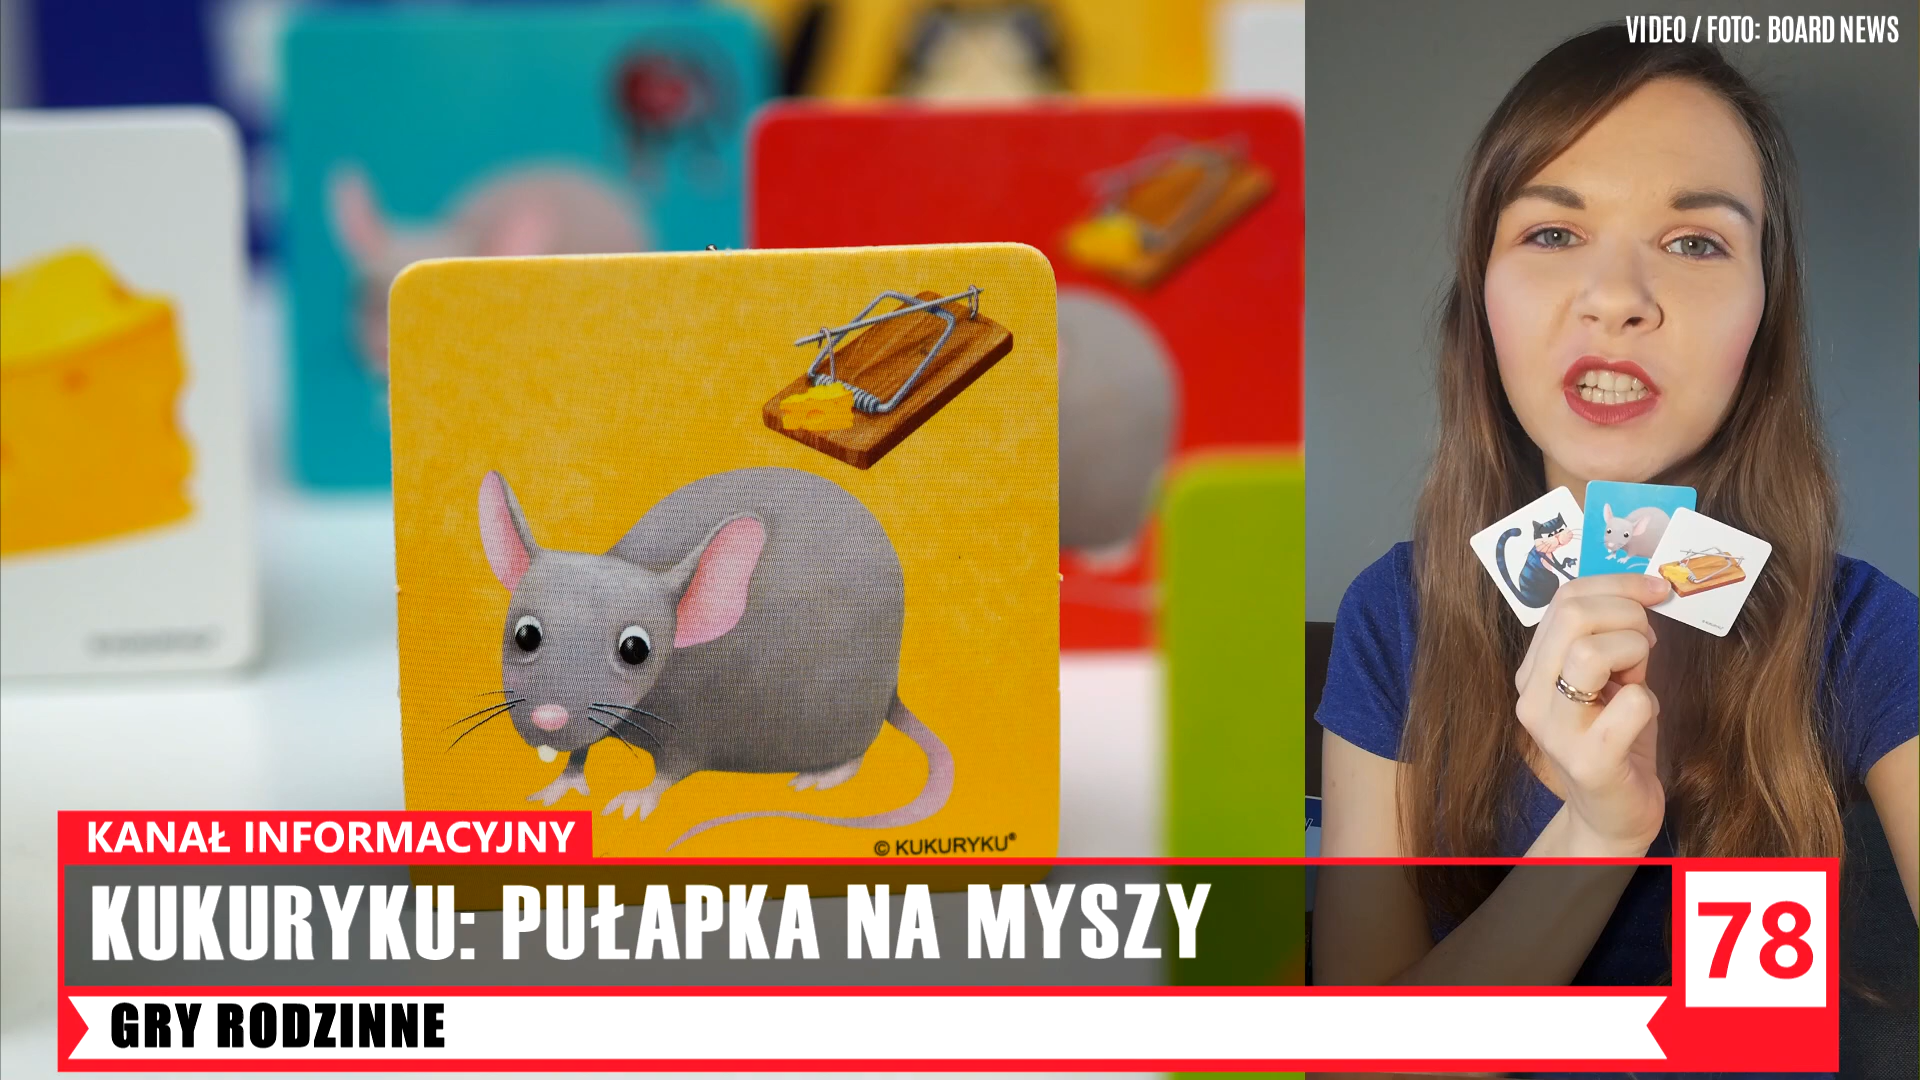 VIDEO / FOTO: BOARD NEWS
© KUKURYKU®
KANAŁ INFORMACYJNY
KUKURYKU: PUŁAPKA NA MYSZY
78
GRY RODZINNE